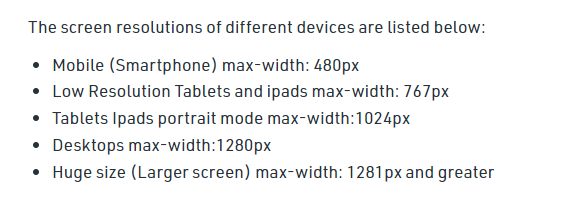 The screen resolutions of different devices are listed below:
• Mobile (Smartphone) max-width: 480px
• Low Resolution Tablets and ipads max-width: 767px
• Tablets Ipads portrait mode max-width:1024px
• Desktops max-width:1280px
• Huge size (Larger screen) max-width: 1281px and greater